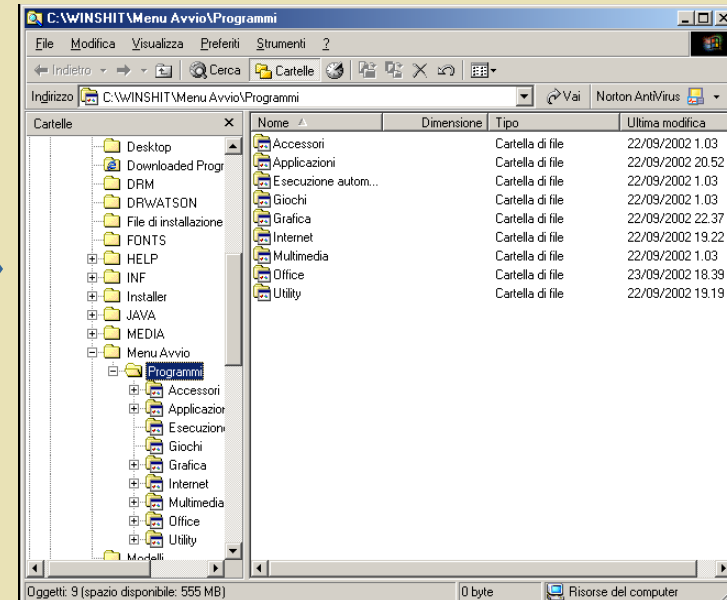 C:\WINSHIT\Menu Avvio\Programmi
File Modifica Visualizza Preferiti Strumenti ?
Indietro Cerca Cartelle
Indirizzo C:\WINSHIT\Menu Avvio\Programmi Vai Norton AntiVirus
Cartelle
Desktop
Downloaded Progr
DRM
DRWATSON
File di installazione
FONTS
HELP
INF
Installer
JAVA
MEDIA
Menu Avvio
Programmi
Accessori
Applicazion
Esecuzione
Giochi
Grafica
Internet
Multimedia
Office
Utility
Modelli
Nome Dimensione Tipo Ultima modifica
Accessori Cartella di file 22/09/2002 1.03
Applicazioni Cartella di file 22/09/2002 20.52
Esecuzione autom... Cartella di file 22/09/2002 1.03
Giochi Cartella di file 22/09/2002 1.03
Grafica Cartella di file 22/09/2002 22.37
Internet Cartella di file 22/09/2002 19.22
Multimedia Cartella di file 22/09/2002 1.03
Office Cartella di file 23/09/2002 18.39
Utility Cartella di file 22/09/2002 19.19
Oggetti: 9 (spazio disponibile: 555 MB) 0 byte Risorse del computer